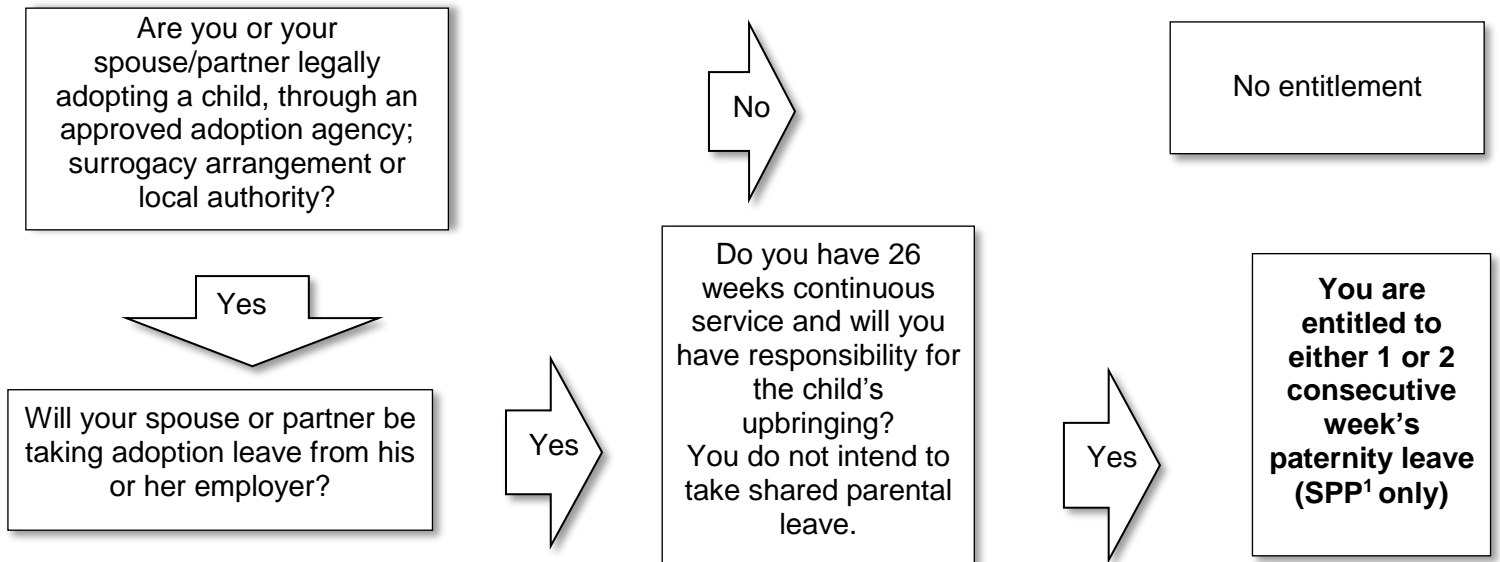 Are you or your
spouse/partner legally
adopting a child, through an
approved adoption agency;
surrogacy arrangement or
local authority?
No
No entitlement
Yes
Will your spouse or partner be
taking adoption leave from his
or her employer?
Yes
Do you have 26
weeks continuous
service and will you
have responsibility for
the child's
upbringing?
You do not intend to
take shared parental
leave.
Yes
You are
entitled to
either 1 or 2
consecutive
week's
paternity leave
(SPP¹ only)